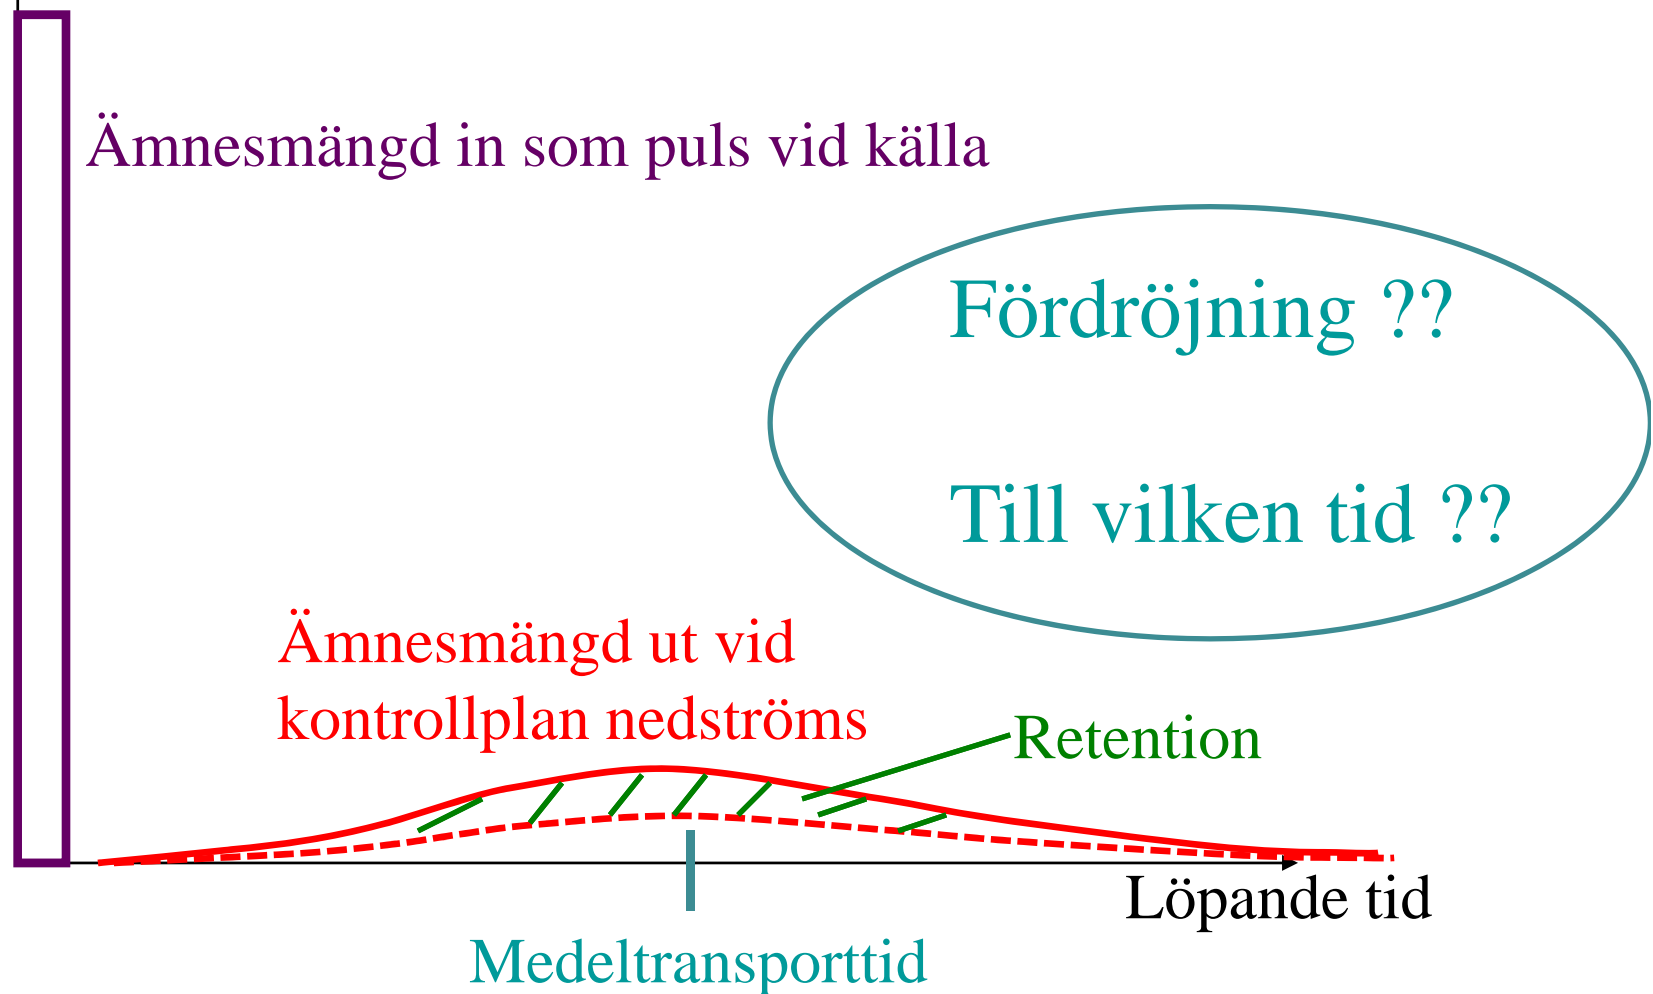 Ämnesmängd in som puls vid källa
Fördröjning ??
Till vilken tid ??
Ämnesmängd ut vid
kontrollplan nedströms
Retention
Löpande tid
Medeltransporttid